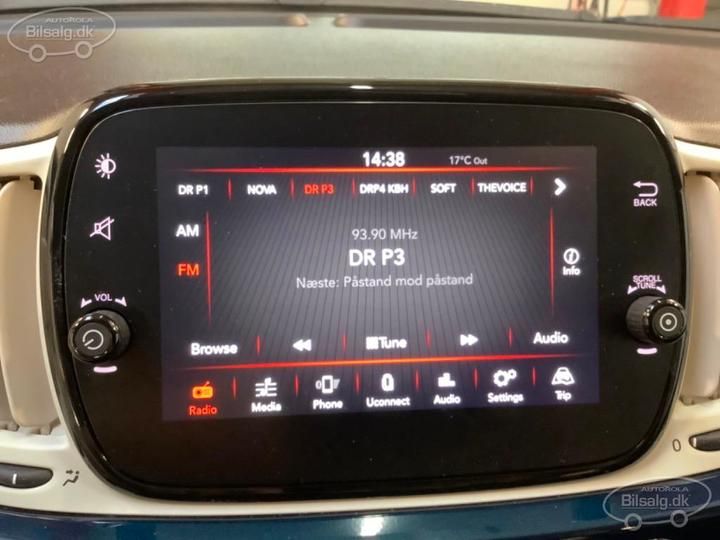 AUTOROLA
Bilsalg.dk
14:38 17°C Out
DR P1 NOVA DR P3 DRP4 KBH SOFT THEVOICE
BACK
AM
93.90 MHz
FM
DR P3
Info
Næste: Påstand mod påstand
VOL
SCROLL
TUNE
Browse Tune Audio
Radio Media Phone Uconnect Audio Settings Trip
0
AUTOROLA
Bilsalg.dk